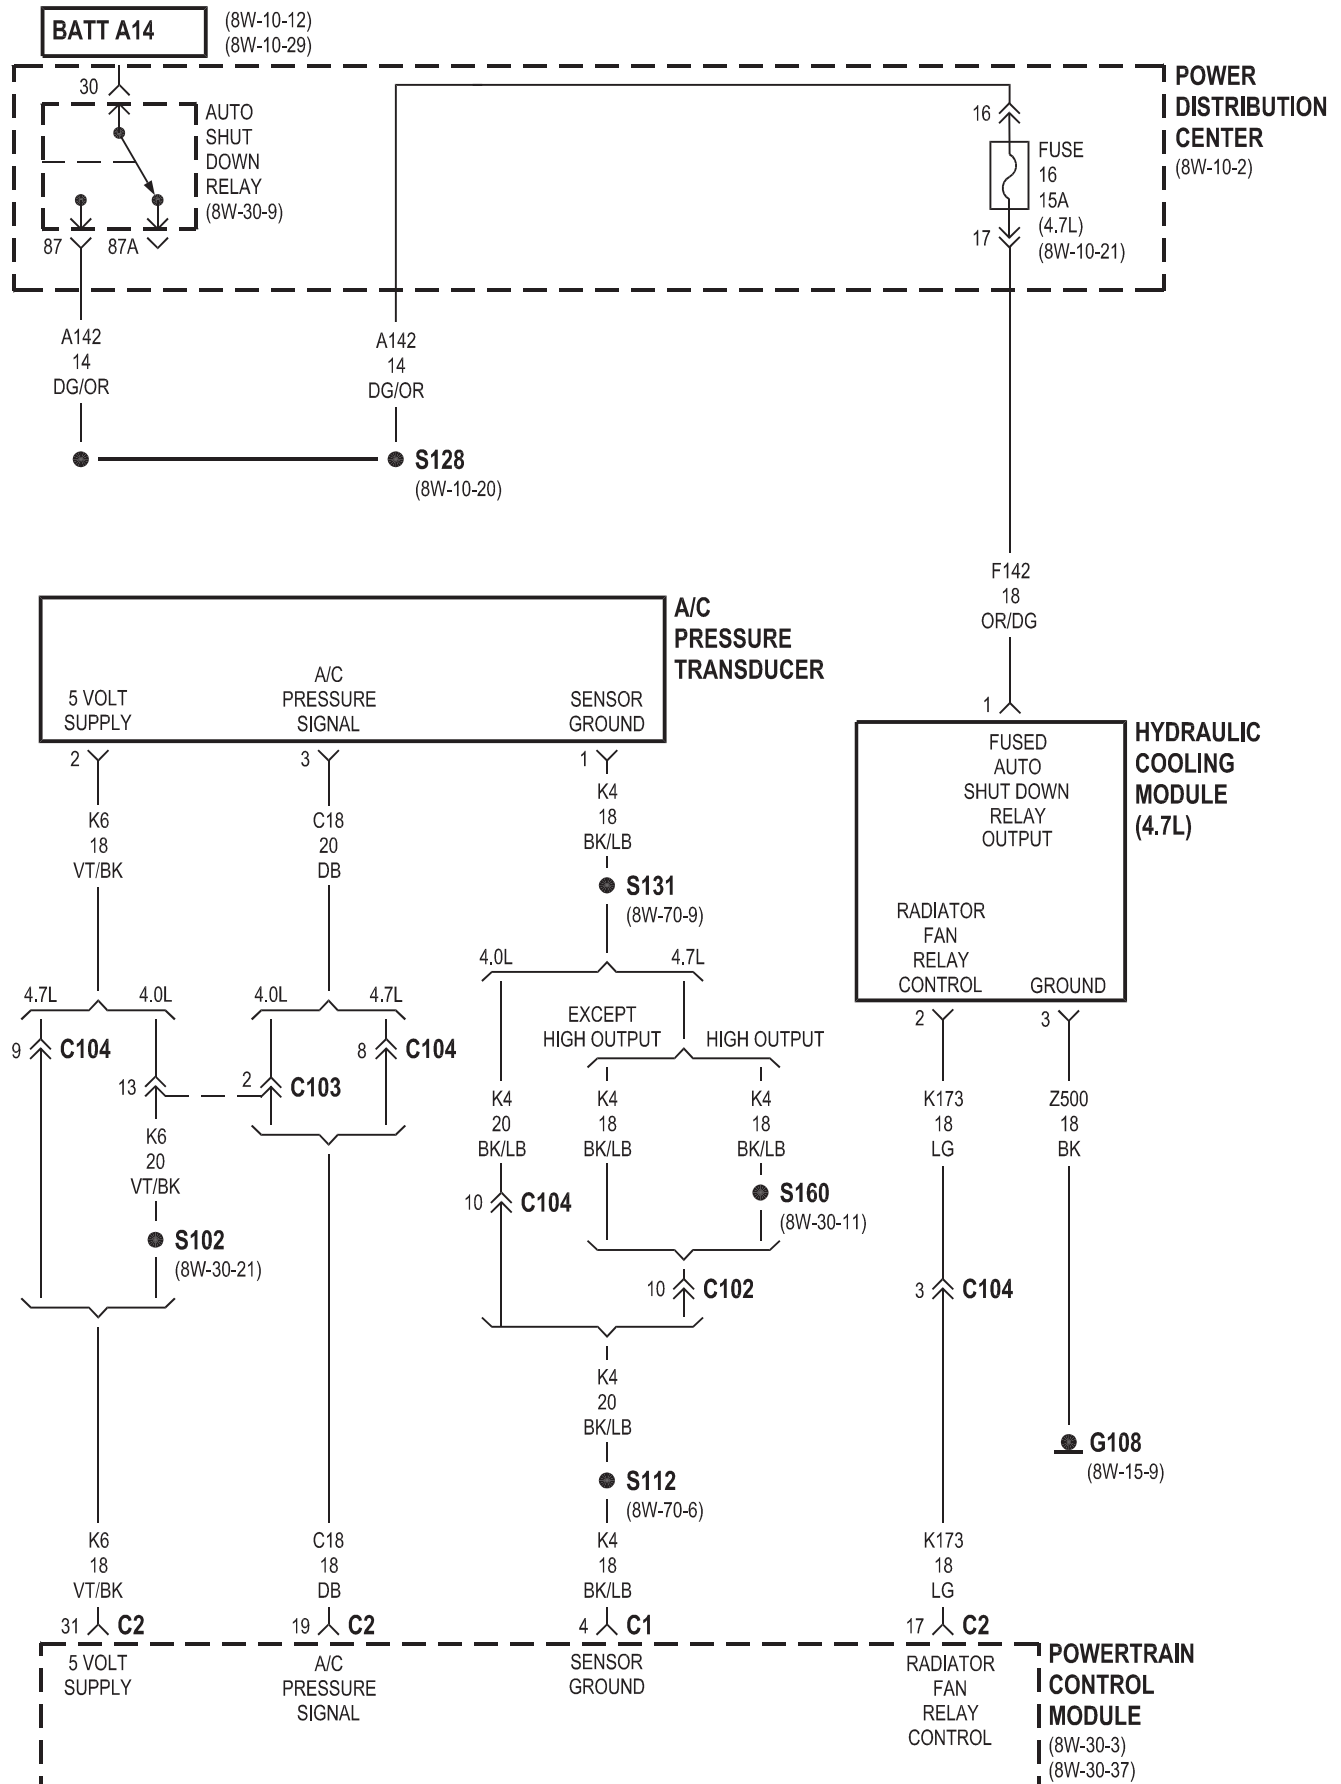 BATT A14
(8W-10-12)
(8W-10-29)
30
AUTO
SHUT
DOWN
RELAY
(8W-30-9)
87
87A
16
FUSE
16
15A
(4.7L)
(8W-10-21)
17
POWER
DISTRIBUTION
CENTER
(8W-10-2)
A142
14
DG/OR
A142
14
DG/OR
S128
(8W-10-20)
F142
18
OR/DG
A/C
PRESSURE
TRANSDUCER
5 VOLT
SUPPLY
A/C
PRESSURE
SIGNAL
SENSOR
GROUND
2
3
1
1
HYDRAULIC
COOLING
MODULE
(4.7L)
FUSED
AUTO
SHUT DOWN
RELAY
OUTPUT
RADIATOR
FAN
RELAY
CONTROL
GROUND
2
3
K6
18
VT/BK
C18
20
DB
K4
18
BK/LB
S131
(8W-70-9)
4.7L
4.0L
4.0L
4.7L
4.0L
4.7L
9
C104
13
2
C103
8
C104
EXCEPT
HIGH OUTPUT
HIGH OUTPUT
K6
20
VT/BK
S102
(8W-30-21)
K4
20
BK/LB
K4
18
BK/LB
K4
18
BK/LB
10
C104
S160
(8W-30-11)
10
C102
K173
18
LG
Z500
18
BK
3
C104
K4
20
BK/LB
S112
(8W-70-6)
G108
(8W-15-9)
K6
18
VT/BK
C18
18
DB
K4
18
BK/LB
K173
18
LG
31
C2
19
C2
4
C1
17
C2
5 VOLT
SUPPLY
A/C
PRESSURE
SIGNAL
SENSOR
GROUND
RADIATOR
FAN
RELAY
CONTROL
POWERTRAIN
CONTROL
MODULE
(8W-30-3)
(8W-30-37)